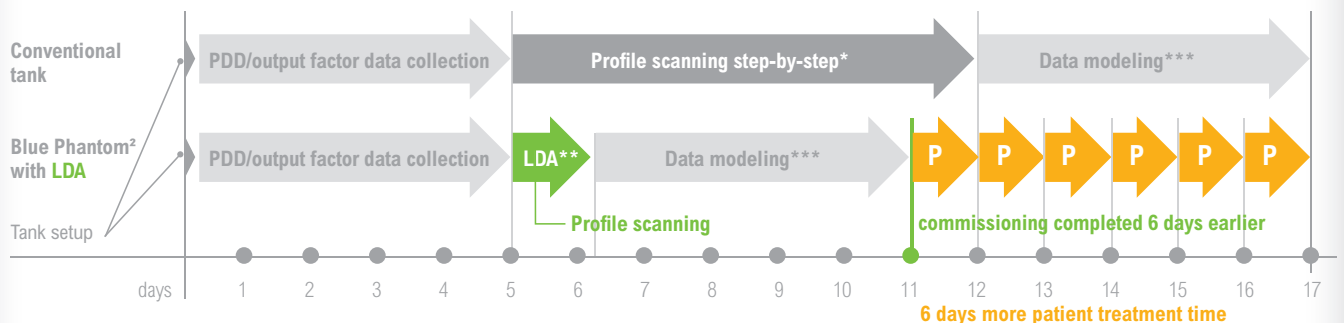 Conventional
tank
PDD/output factor data collection
Profile scanning step-by-step*
Data modeling***
Blue Phantom²
with LDA
PDD/output factor data collection
LDA**
Data modeling***
P
P
P
P
P
P
Tank setup
Profile scanning
commissioning completed 6 days earlier
days
1
2
3
4
5
6
7
8
9
10
11
12
13
14
15
16
17
6 days more patient treatment time